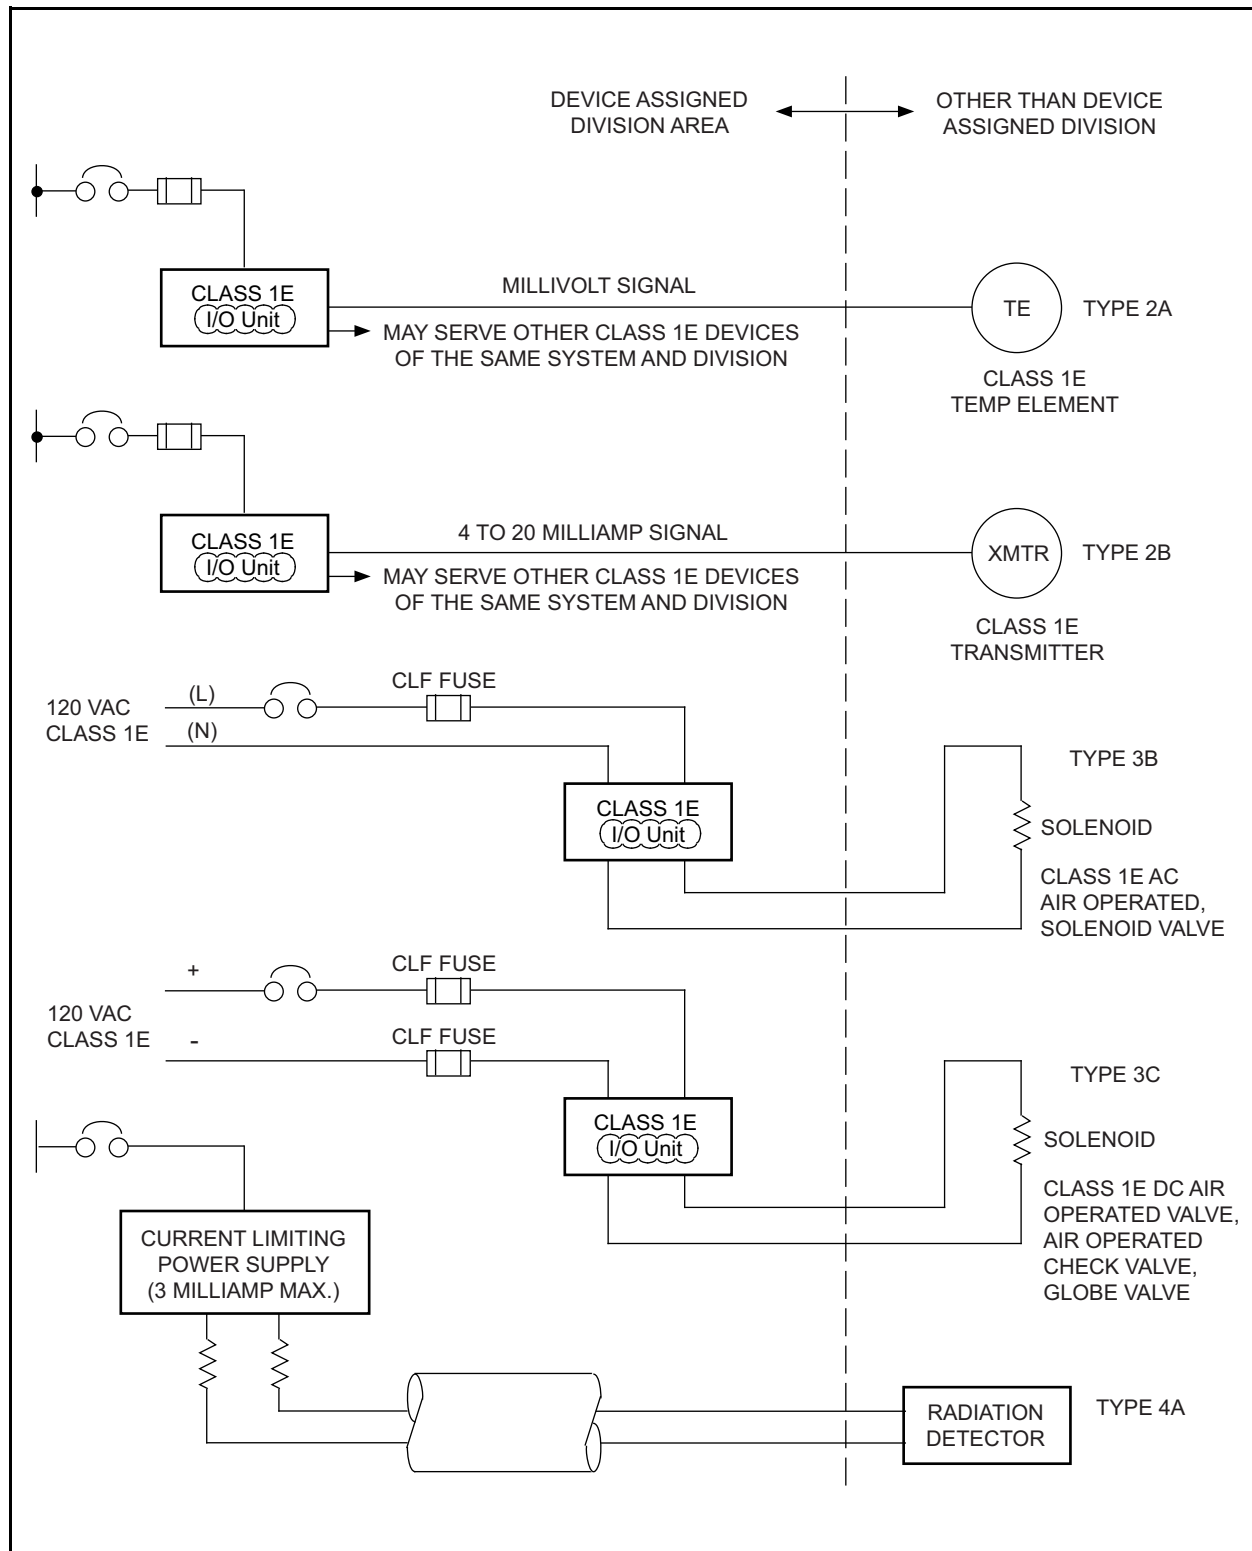 DEVICE ASSIGNED
DIVISION AREA
OTHER THAN DEVICE
ASSIGNED DIVISION
CLASS 1E
I/O Unit
MILLIVOLT SIGNAL
MAY SERVE OTHER CLASS 1E DEVICES
OF THE SAME SYSTEM AND DIVISION
TE
TYPE 2A
CLASS 1E
TEMP ELEMENT
CLASS 1E
I/O Unit
4 TO 20 MILLIAMP SIGNAL
MAY SERVE OTHER CLASS 1E DEVICES
OF THE SAME SYSTEM AND DIVISION
XMTR
TYPE 2B
CLASS 1E
TRANSMITTER
120 VAC
CLASS 1E
(L)
(N)
CLF FUSE
CLASS 1E
I/O Unit
TYPE 3B
SOLENOID
CLASS 1E AC
AIR OPERATED,
SOLENOID VALVE
120 VAC
CLASS 1E
+
-
CLF FUSE
CLF FUSE
CLASS 1E
I/O Unit
TYPE 3C
SOLENOID
CLASS 1E DC AIR
OPERATED VALVE,
AIR OPERATED
CHECK VALVE,
GLOBE VALVE
CURRENT LIMITING
POWER SUPPLY
(3 MILLIAMP MAX.)
RADIATION
DETECTOR
TYPE 4A